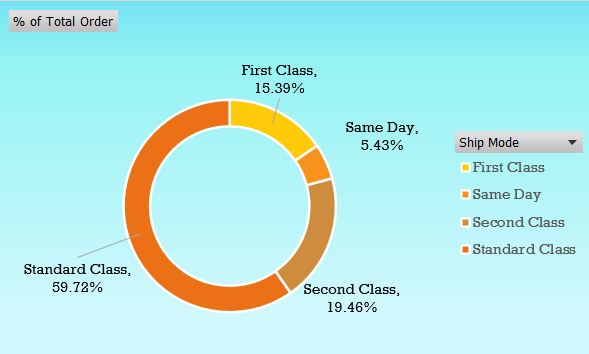 % of Total Order
First Class,
15.39%
Same Day,
5.43%
Ship Mode
First Class
Same Day
Second Class
Standard Class
Standard Class,
59.72%
Second Class,
19.46%